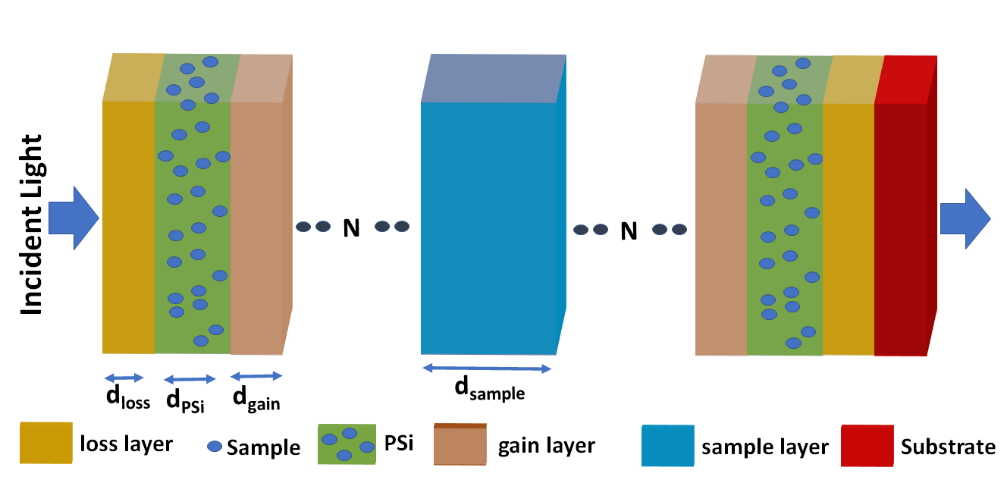 Incident Light
N
N
dloss
dPSi
dgain
dsample
loss layer
Sample
PSi
gain layer
sample layer
Substrate